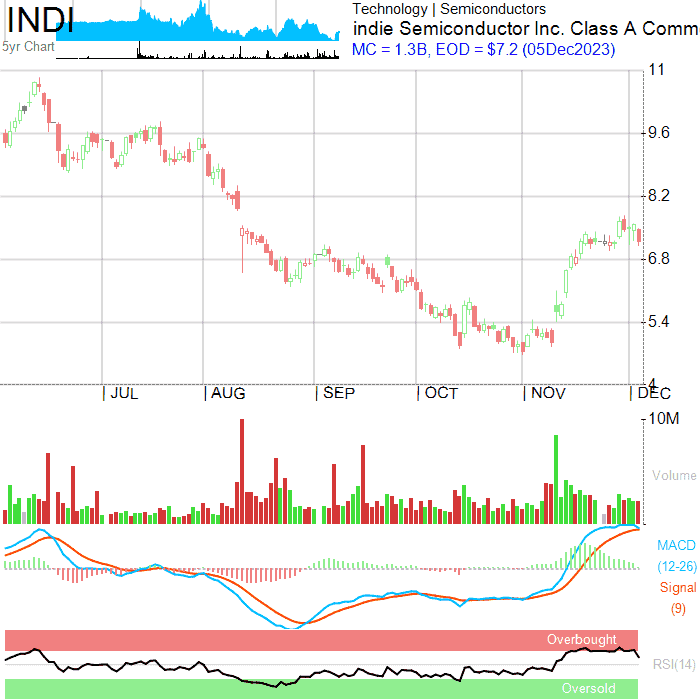 INDI
5yr Chart
Technology | Semiconductors
indie Semiconductor Inc. Class A Comm
MC = 1.3B, EOD = $7.2 (05Dec2023)
11
9.6
8.2
6.8
5.4
4
JUL AUG SEP OCT NOV DEC
10M
Volume
MACD
(12-26)
Signal
(9)
Overbought
RSI(14)
Oversold